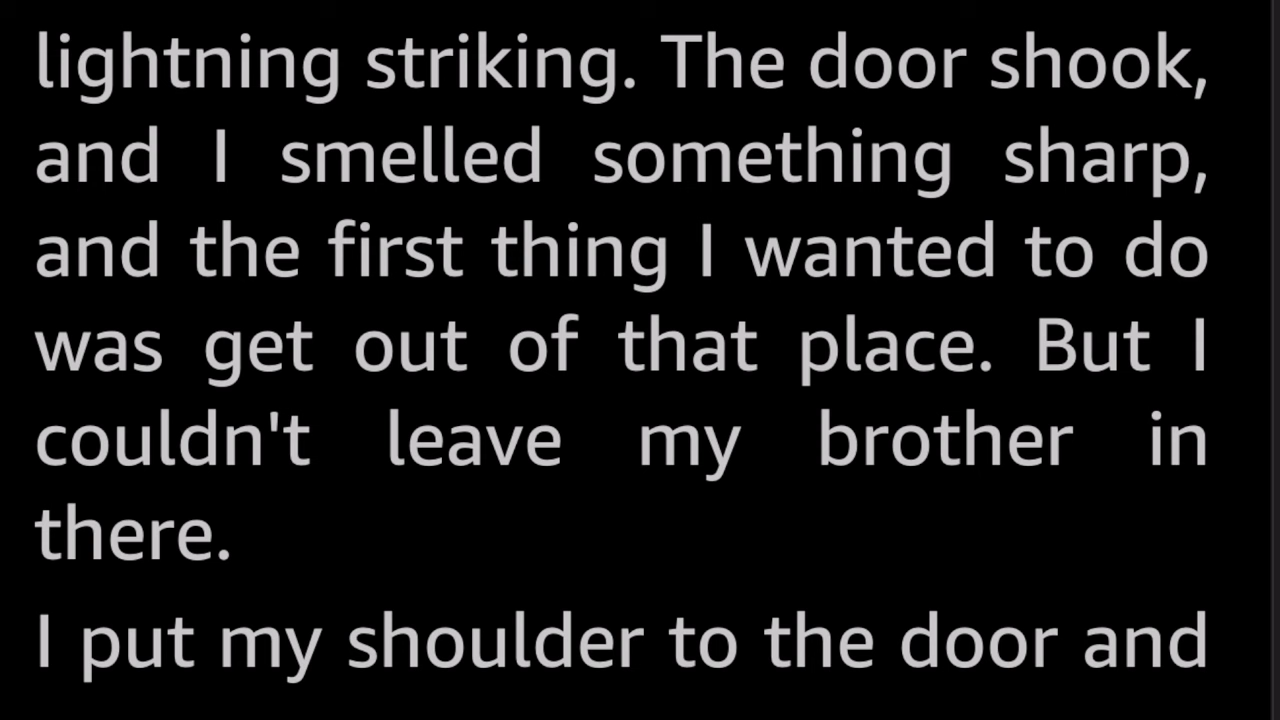 lightning striking. The door shook,
and I smelled something sharp,
and the first thing I wanted to do
was get out of that place. But I
couldn't leave my brother in
there.
I put my shoulder to the door and